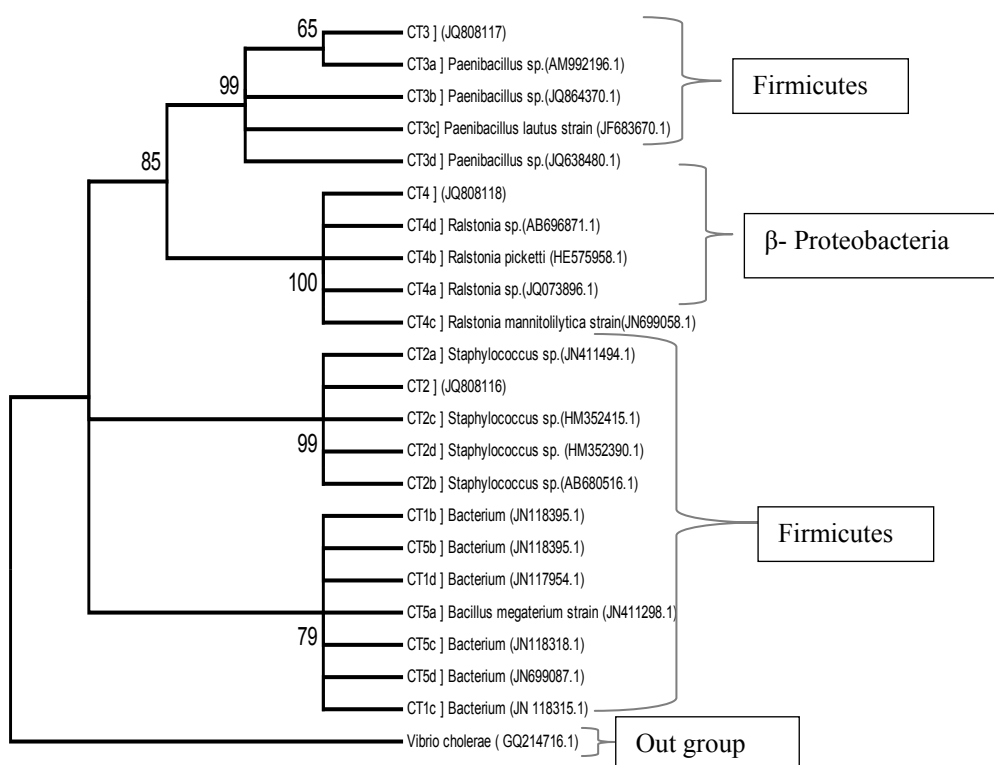 65
CT3 ] (JQ808117)
CT3a ] Paenibacillus sp.(AM992196.1)
99
CT3b ] Paenibacillus sp.(JQ864370.1)
Firmicutes
CT3c] Paenibacillus lautus strain (JF683670.1)
85
CT3d ] Paenibacillus sp.(JQ638480.1)
CT4 ] (JQ808118)
CT4d ] Ralstonia sp.(AB696871.1)
β- Proteobacteria
CT4b ] Ralstonia picketti (HE575958.1)
100
CT4a ] Ralstonia sp.(JQ073896.1)
CT4c ] Ralstonia mannitolilytica strain(JN699058.1)
CT2a ] Staphylococcus sp.(JN411494.1)
CT2 ] (JQ808116)
CT2c ] Staphylococcus sp.(HM352415.1)
99
CT2d ] Staphylococcus sp. (HM352390.1)
CT2b ] Staphylococcus sp.(AB680516.1)
CT1b ] Bacterium (JN118395.1)
Firmicutes
CT5b ] Bacterium (JN118395.1)
CT1d ] Bacterium (JN117954.1)
CT5a ] Bacillus megaterium strain (JN411298.1)
79
CT5c ] Bacterium (JN118318.1)
CT5d ] Bacterium (JN699087.1)
CT1c ] Bacterium (JN 118315.1)
Vibrio cholerae ( GQ214716.1)
Out group